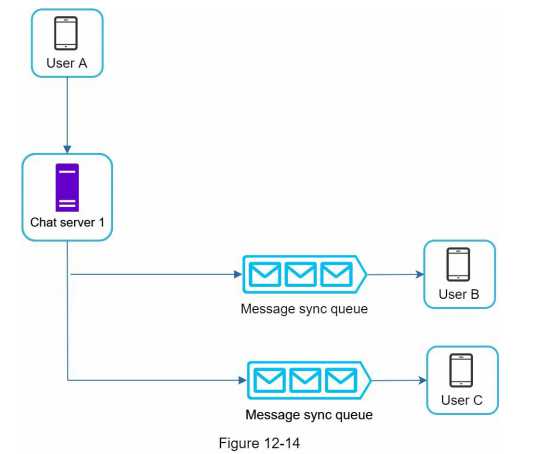 User A
Chat server 1
Message sync queue
User B
Message sync queue
User C
Figure 12-14